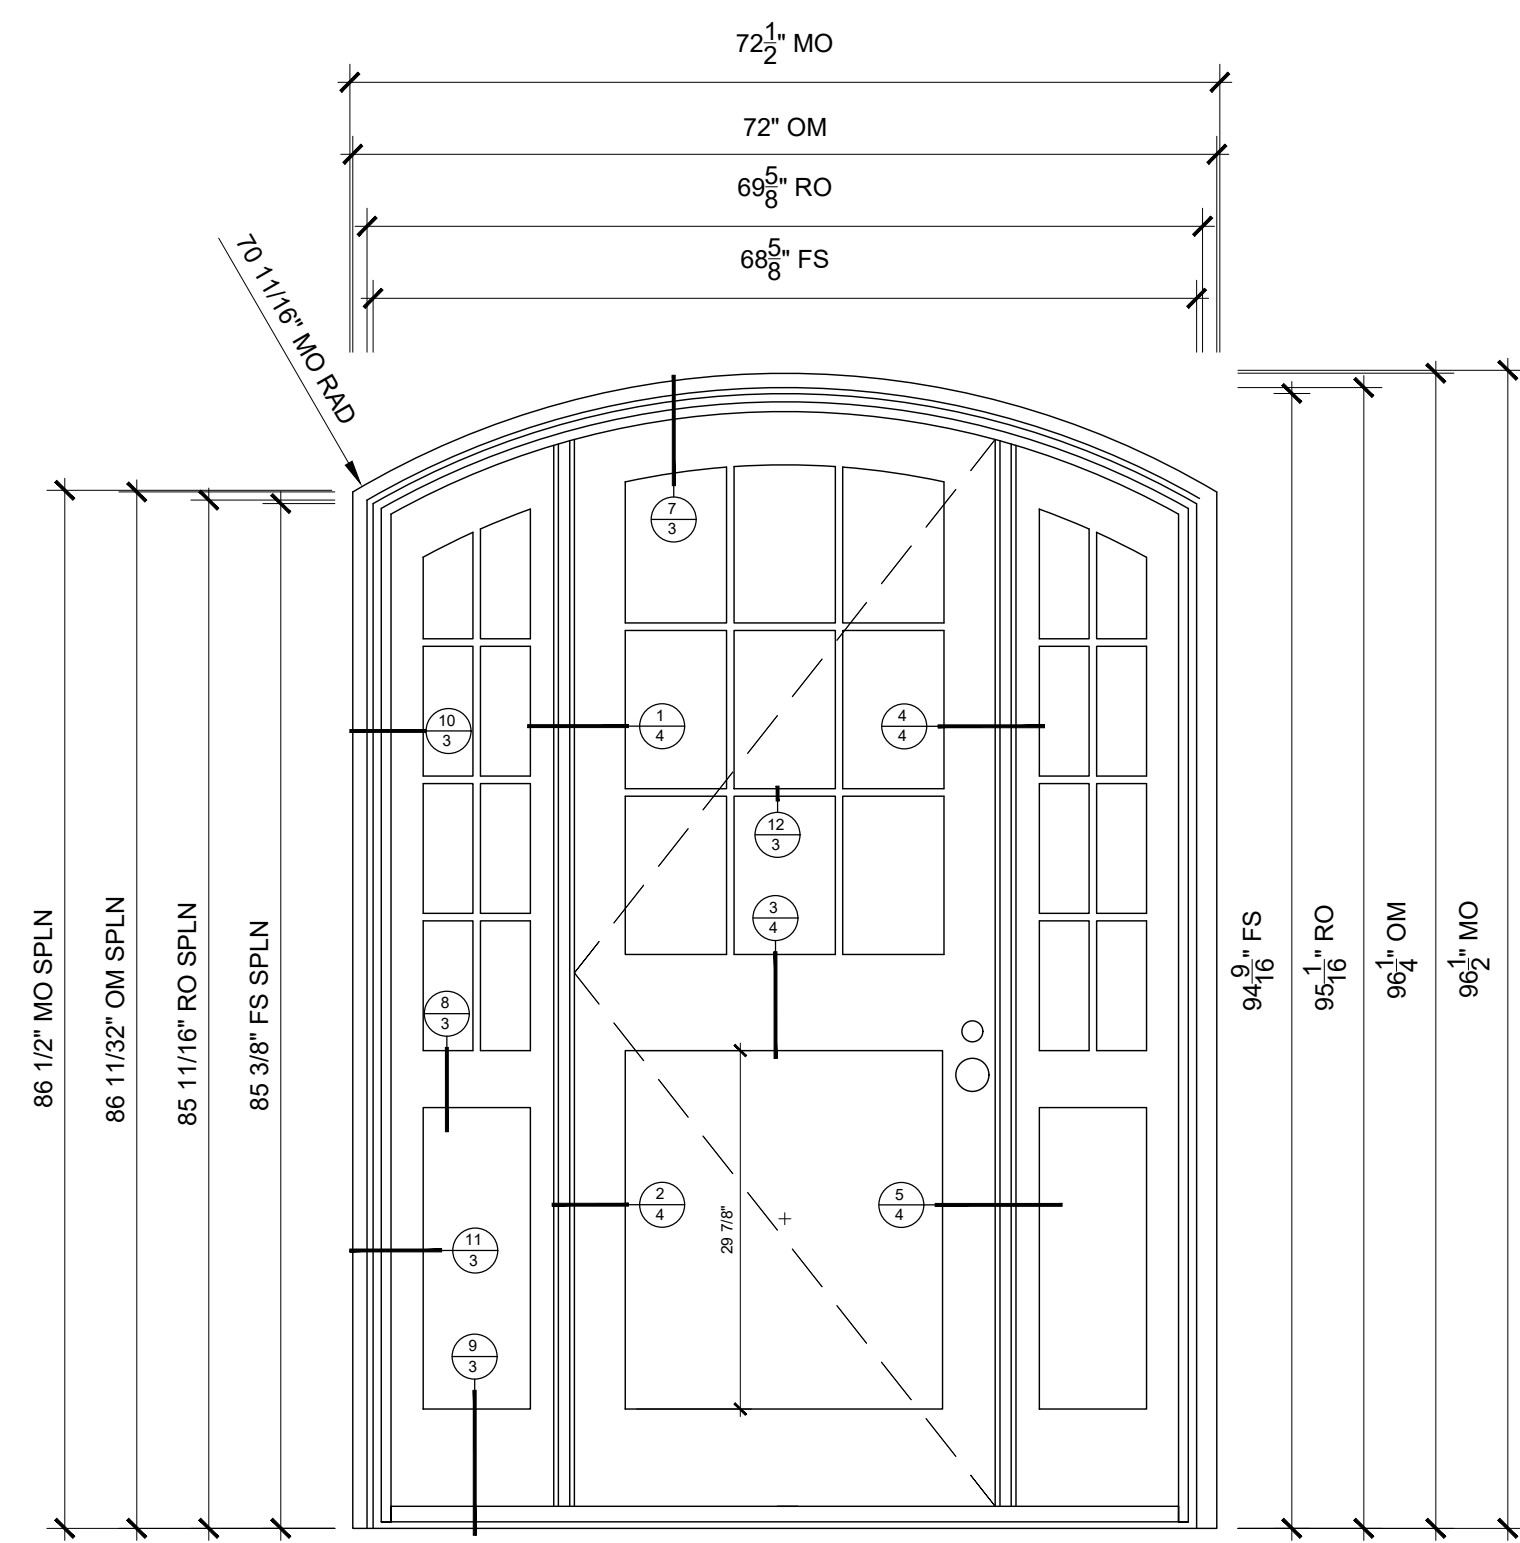 72 1/2" MO
72" OM
69 5/8" RO
68 5/8" FS
70 11/16" MO RAD
7
3
10
3
1
4
4
4
12
3
3
4
86 1/2" MO SPLN
86 11/32" OM SPLN
85 11/16" RO SPLN
85 3/8" FS SPLN
94 9/16" FS
95 1/16" RO
96 1/4" OM
96 1/2" MO
8
3
2
4
5
4
29 7/8"
11
3
9
3